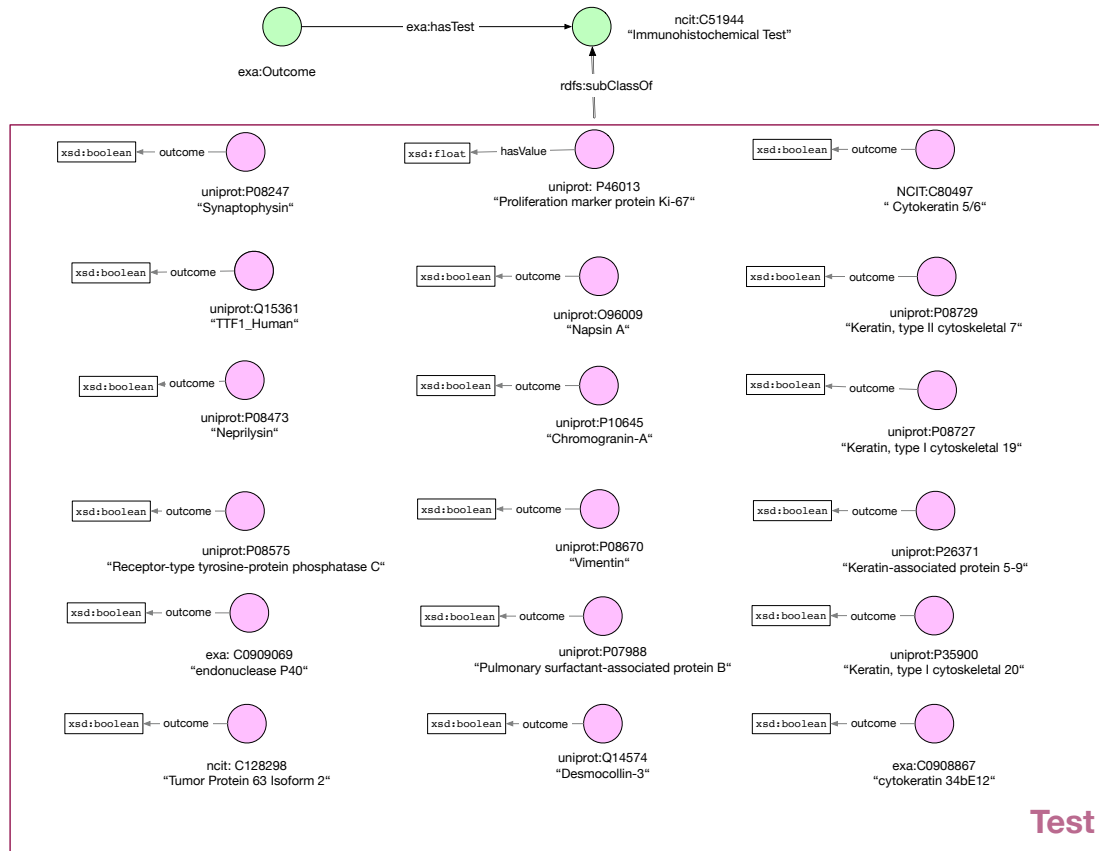 exa:hasTest
ncit:C51944
“Immunohistochemical Test”
exa:Outcome
rdfs:subClassOf
xsd:boolean outcome
uniprot:P08247
“Synaptophysin“
xsd:float hasValue
uniprot: P46013
“Proliferation marker protein Ki-67“
xsd:boolean outcome
NCIT:C80497
“ Cytokeratin 5/6“
xsd:boolean outcome
uniprot:Q15361
“TTF1_Human“
xsd:boolean outcome
uniprot:O96009
“Napsin A”
xsd:boolean outcome
uniprot:P08729
“Keratin, type II cytoskeletal 7“
xsd:boolean outcome
uniprot:P08473
“Neprilysin“
xsd:boolean outcome
uniprot:P10645
“Chromogranin-A“
xsd:boolean outcome
uniprot:P08727
“Keratin, type I cytoskeletal 19“
xsd:boolean outcome
uniprot:P08575
“Receptor-type tyrosine-protein phosphatase C“
xsd:boolean outcome
uniprot:P08670
“Vimentin“
xsd:boolean outcome
uniprot:P26371
“Keratin-associated protein 5-9“
xsd:boolean outcome
exa: C0909069
“endonuclease P40“
xsd:boolean outcome
uniprot:P07988
“Pulmonary surfactant-associated protein B“
xsd:boolean outcome
uniprot:P35900
“Keratin, type I cytoskeletal 20“
xsd:boolean outcome
ncit: C128298
“Tumor Protein 63 Isoform 2“
xsd:boolean outcome
uniprot:Q14574
“Desmocollin-3“
xsd:boolean outcome
exa:C0908867
“cytokeratin 34bE12“
Test